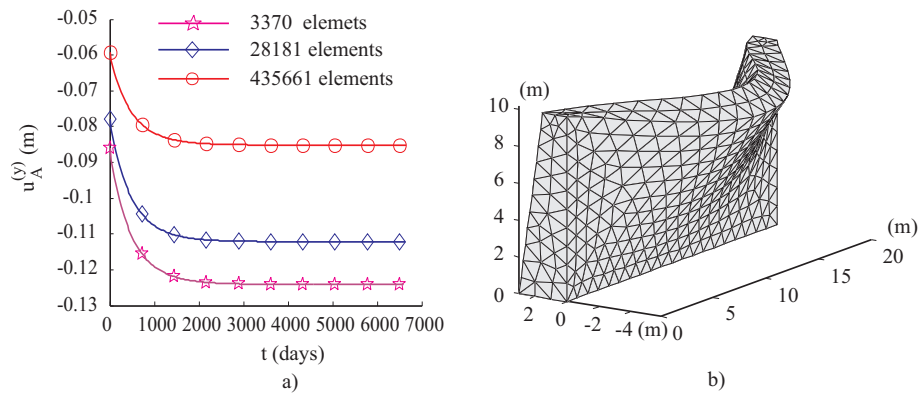 -0.05
-0.06
-0.07
-0.08
-0.09
-0.1
-0.11
-0.12
-0.13
u_A^(y) (m)
3370 elemets
28181 elements
435661 elements
0 1000 2000 3000 4000 5000 6000 7000
t (days)
a)
(m)
10
8
6
4
2
0
2 0 -2 -4 (m)
0 5 10 15 20
(m)
b)